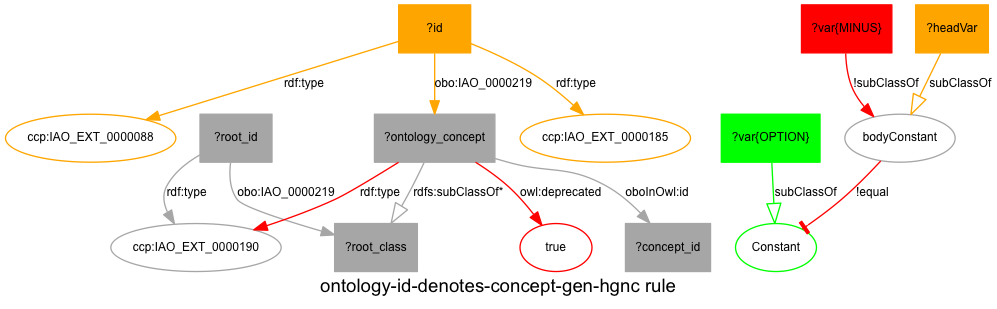 ?id
?var{MINUS}
?headVar
rdf:type
obo:IAO_0000219
rdf:type
!subClassOf
subClassOf
ccp:IAO_EXT_0000088
?root_id
?ontology_concept
ccp:IAO_EXT_0000185
?var{OPTION}
bodyConstant
rdf:type
obo:IAO_0000219
rdf:type
rdfs:subClassOf*
owl:deprecated
oboInOwl:id
subClassOf
!equal
ccp:IAO_EXT_0000190
?root_class
true
?concept_id
Constant
ontology-id-denotes-concept-gen-hgnc rule